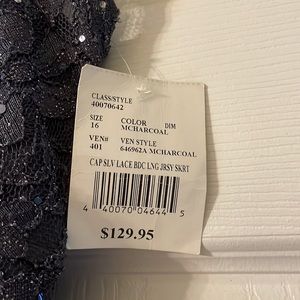 CLASS/STYLE
40070642
SIZE COLOR DIM
16 MCHARCOAL
VEN# VEN STYLE
401 646962A MCHARCOAL
CAP SLV LACE BDC LNG JRSY SKRT
4 40070 04644 5
$129.95